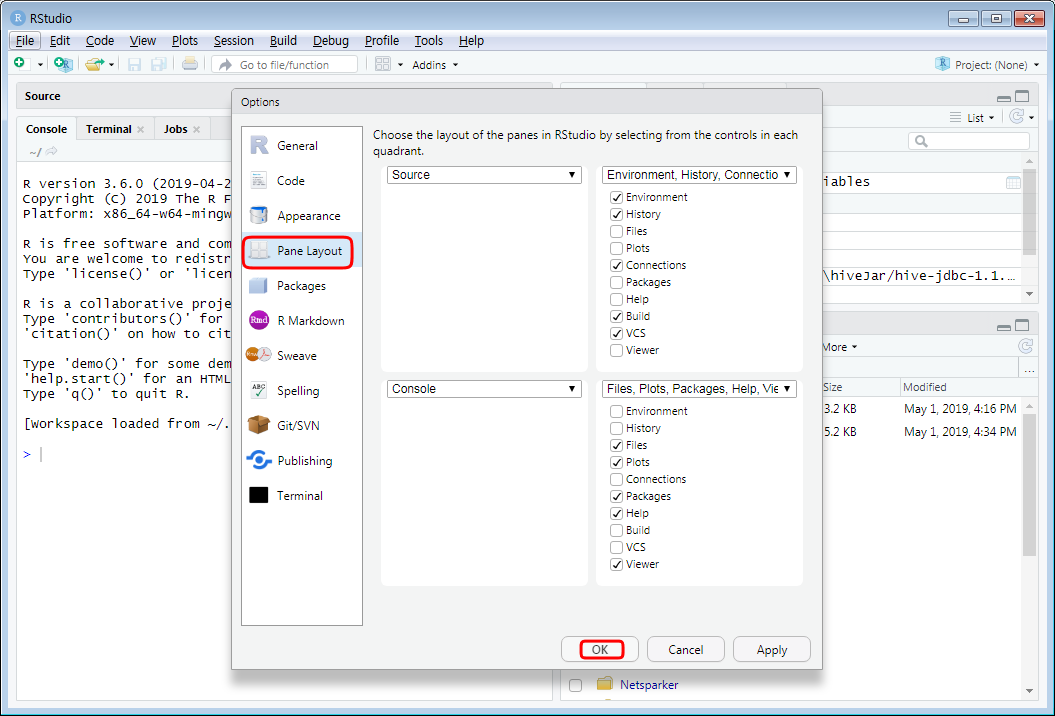 RStudio
File Edit Code View Plots Session Build Debug Profile Tools Help
Go to file/function
Addins
Project: (None)
Source
Console Terminal Jobs
~/
R version 3.6.0 (2019-04-2
Copyright (C) 2019 The R F
Platform: x86_64-w64-mingw
R is free software and com
You are welcome to redistr
Type 'license()' or 'licen
R is a collaborative proje
Type 'contributors()' for
'citation()' on how to cit
Type 'demo()' for some dem
'help.start()' for an HTML
Type 'q()' to quit R.
[Workspace loaded from ~/.
>
Options
General
Code
Appearance
Pane Layout
Packages
R Markdown
Sweave
Spelling
Git/SVN
Publishing
Terminal
Choose the layout of the panes in RStudio by selecting from the controls in each
quadrant.
Source
Environment, History, Connectio
Environment
History
Files
Plots
Connections
Packages
Help
Build
VCS
Viewer
Console
Files, Plots, Packages, Help, Vie
Environment
History
Files
Plots
Connections
Packages
Help
Build
VCS
Viewer
OK Cancel Apply
List
iables
\hiveJar/hive-jdbc-1.1.…
More
...
Size Modified
3.2 KB May 1, 2019, 4:16 PM
5.2 KB May 1, 2019, 4:34 PM
Netsparker